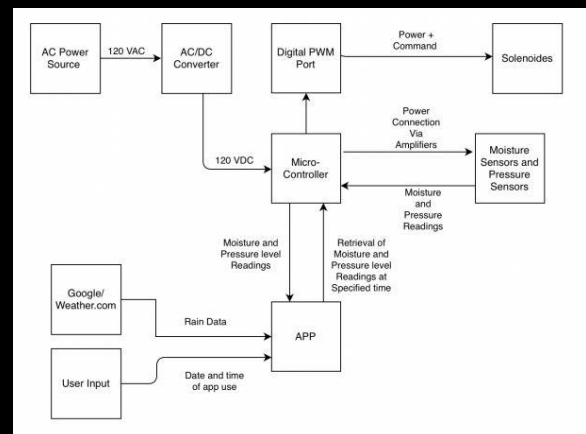 AC Power
Source
120 VAC
AC/DC
Converter
Digital PWM
Port
Power +
Command
Solenoides
120 VDC
Micro-
Controller
Power
Connection
Via
Amplifiers
Moisture
Sensors and
Pressure
Sensors
Moisture
and
Pressure
Readings
Moisture and
Pressure level
Readings
Retrieval of
Moisture and
Pressure level
Readings at
Specified time
Google/
Weather.com
Rain Data
APP
User Input
Date and time
of app use